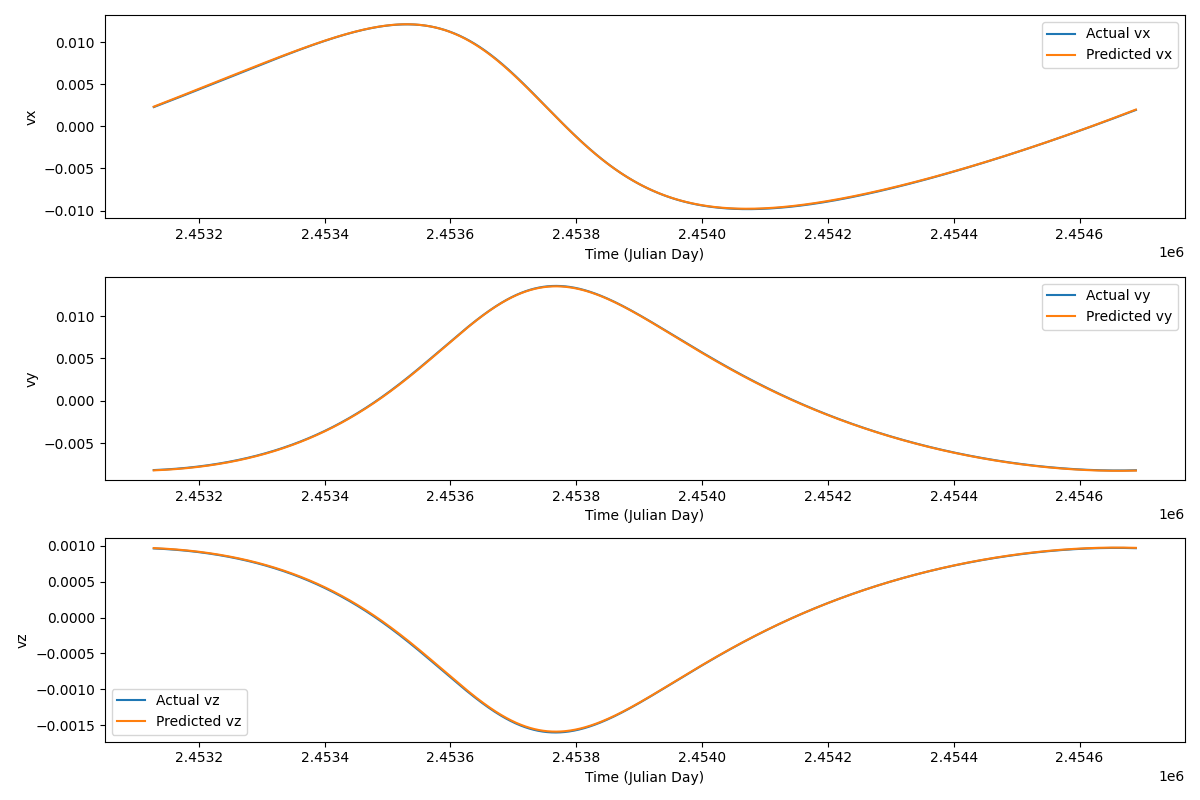 0.010
0.005
0.000
−0.005
−0.010
vx
Actual vx
Predicted vx
2.4532 2.4534 2.4536 2.4538 2.4540 2.4542 2.4544 2.4546
Time (Julian Day)
1e6
0.010
0.005
0.000
−0.005
vy
Actual vy
Predicted vy
2.4532 2.4534 2.4536 2.4538 2.4540 2.4542 2.4544 2.4546
Time (Julian Day)
1e6
0.0010
0.0005
0.0000
−0.0005
−0.0010
−0.0015
vz
Actual vz
Predicted vz
2.4532 2.4534 2.4536 2.4538 2.4540 2.4542 2.4544 2.4546
Time (Julian Day)
1e6